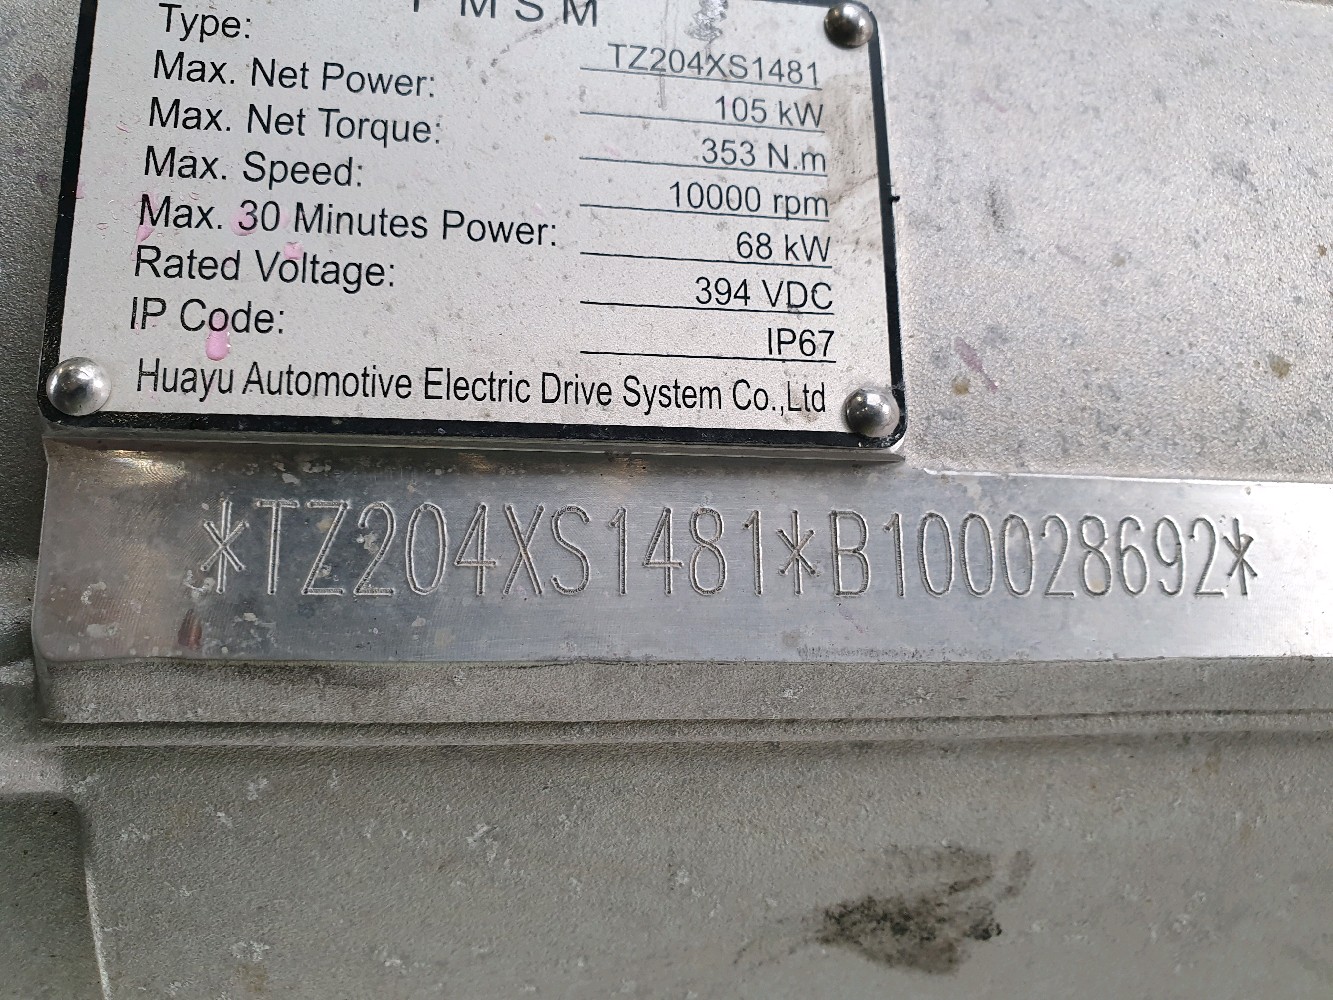 PMSM
Type: TZ204XS1481
Max. Net Power: 105 kW
Max. Net Torque: 353 N.m
Max. Speed: 10000 rpm
Max. 30 Minutes Power: 68 kW
Rated Voltage: 394 VDC
IP Code: IP67
Huayu Automotive Electric Drive System Co.,Ltd
*TZ204XS1481*B100028692*